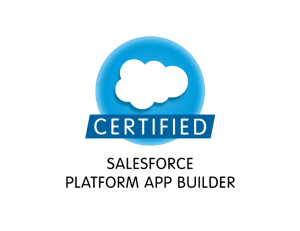 CERTIFIED
SALESFORCE
PLATFORM APP BUILDER